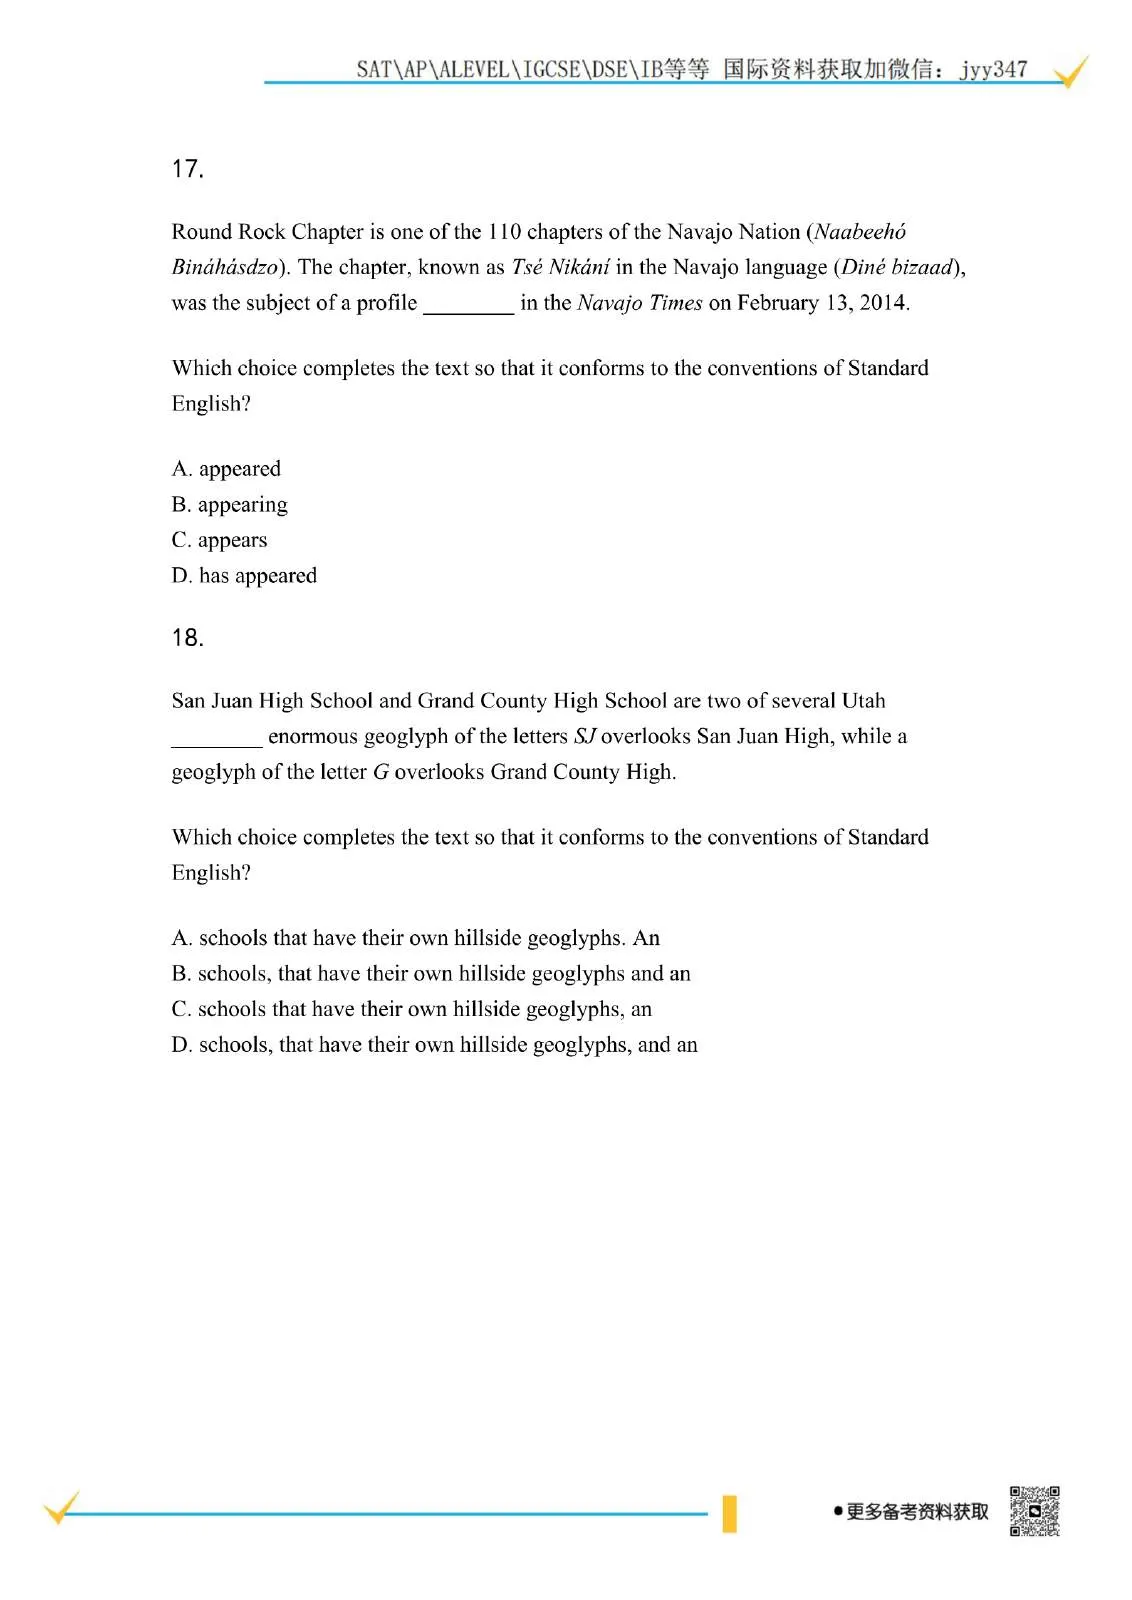 SAT\AP\ALEVEL\IGCSE\DSE\IB等等 国际资料获取加微信：jyy347
17.
Round Rock Chapter is one of the 110 chapters of the Navajo Nation (Naabeehó
Bináhásdzo). The chapter, known as Tsé Nikání in the Navajo language (Diné bizaad),
was the subject of a profile ________ in the Navajo Times on February 13, 2014.
Which choice completes the text so that it conforms to the conventions of Standard
English?
A. appeared
B. appearing
C. appears
D. has appeared
18.
San Juan High School and Grand County High School are two of several Utah
________ enormous geoglyph of the letters SJ overlooks San Juan High, while a
geoglyph of the letter G overlooks Grand County High.
Which choice completes the text so that it conforms to the conventions of Standard
English?
A. schools that have their own hillside geoglyphs. An
B. schools, that have their own hillside geoglyphs and an
C. schools that have their own hillside geoglyphs, an
D. schools, that have their own hillside geoglyphs, and an
●更多备考资料获取